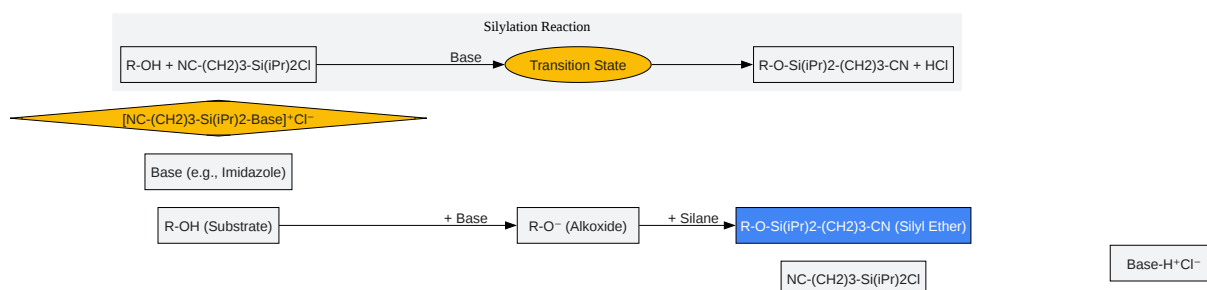 Silylation Reaction
R-OH + NC-(CH2)3-Si(iPr)2Cl
Base
Transition State
R-O-Si(iPr)2-(CH2)3-CN + HCl
[NC-(CH2)3-Si(iPr)2-Base]⁺Cl⁻
Base (e.g., Imidazole)
R-OH (Substrate)
+ Base
R-O⁻ (Alkoxide)
+ Silane
R-O-Si(iPr)2-(CH2)3-CN (Silyl Ether)
NC-(CH2)3-Si(iPr)2Cl
Base-H⁺Cl⁻